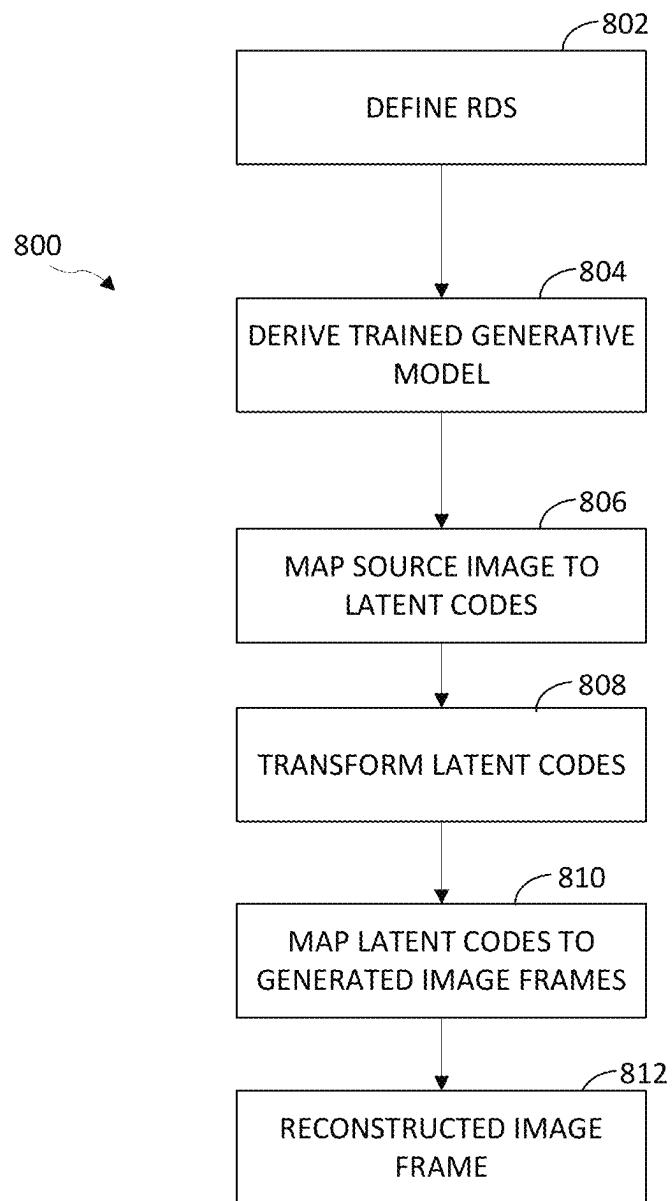 802
DEFINE RDS
800
804
DERIVE TRAINED GENERATIVE
MODEL
806
MAP SOURCE IMAGE TO
LATENT CODES
808
TRANSFORM LATENT CODES
810
MAP LATENT CODES TO
GENERATED IMAGE FRAMES
812
RECONSTRUCTED IMAGE
FRAME